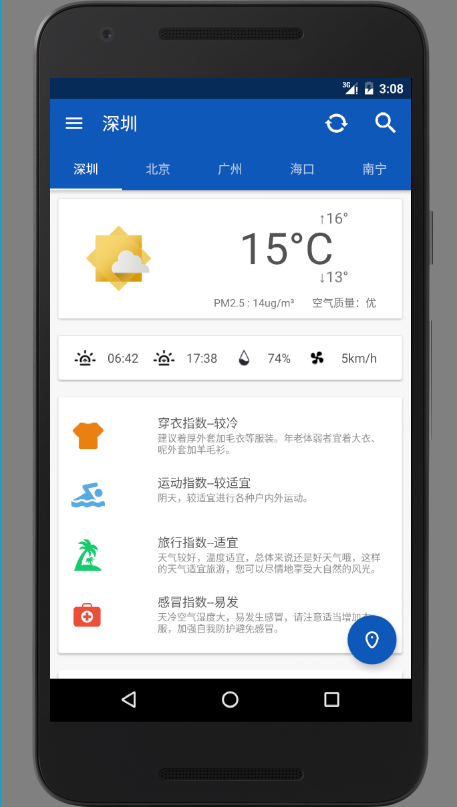 3G 3:08
深圳
深圳 北京 广州 海口 南宁
↑16°
15°C
↓13°
PM2.5 : 14ug/m³ 空气质量：优
06:42 17:38 74% 5km/h
穿衣指数--较冷
建议着厚外套加毛衣等服装。年老体弱者宜着大衣、
呢外套加羊毛衫。
运动指数--较适宜
阴天，较适宜进行各种户内外运动。
旅行指数--适宜
天气较好，温度适宜，总体来说还是好天气哦，这样
的天气适宜旅游，您可以尽情地享受大自然的风光。
感冒指数--易发
天冷空气湿度大，易发生感冒，请注意适当增加衣
服，加强自我防护避免感冒。